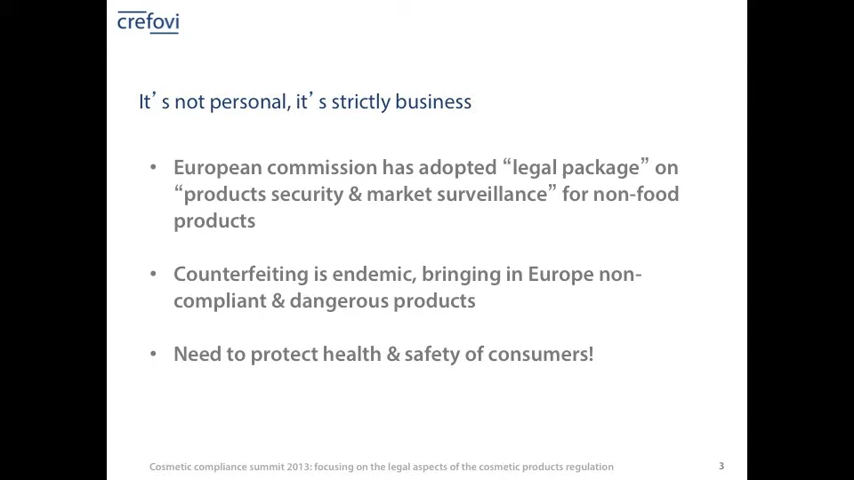 crefovi
It’s not personal, it’s strictly business
• European commission has adopted “legal package” on
“products security & market surveillance” for non-food
products
• Counterfeiting is endemic, bringing in Europe non-
compliant & dangerous products
• Need to protect health & safety of consumers!
Cosmetic compliance summit 2013: focusing on the legal aspects of the cosmetic products regulation 3